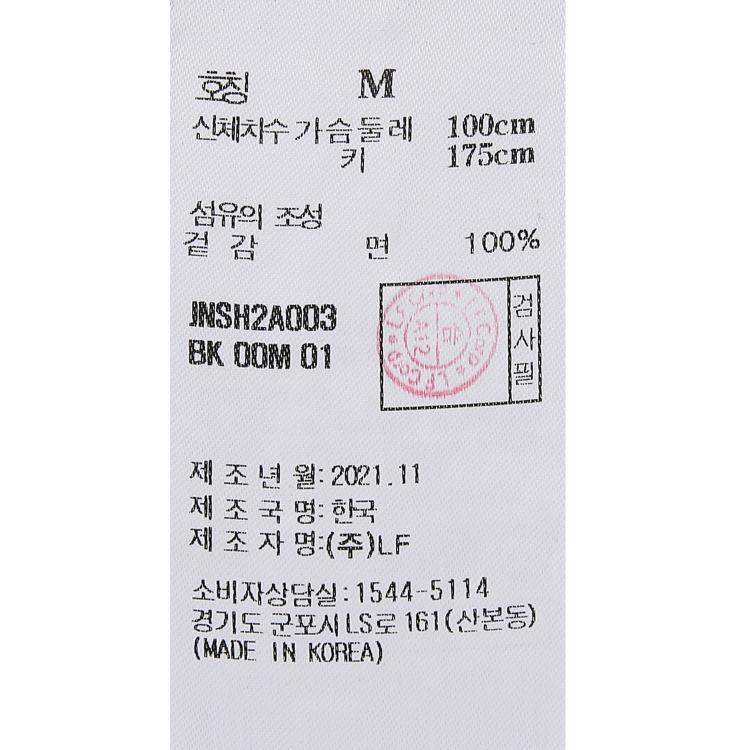 호칭 M
신체치수 가슴둘레 100cm
키 175cm
섬유의 조성
겉감 면 100%
JNSH2A003
BK 00M 01
검사필
LF Corp
제조년월: 2021.11
제조국명: 한국
제조자명:(주)LF
소비자상담실:1544-5114
경기도 군포시 LS로 161(산본동)
(MADE IN KOREA)